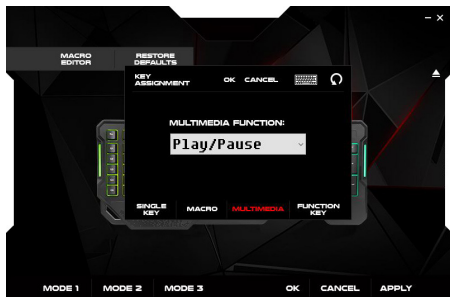 MACRO
EDITOR
RESTORE
DEFAULTS
KEY
ASSIGNMENT
OK CANCEL
MULTIMEDIA FUNCTION:
Play/Pause
SINGLE
KEY
MACRO
MULTIMEDIA
FUNCTION
KEY
MODE 1 MODE 2 MODE 3 OK CANCEL APPLY